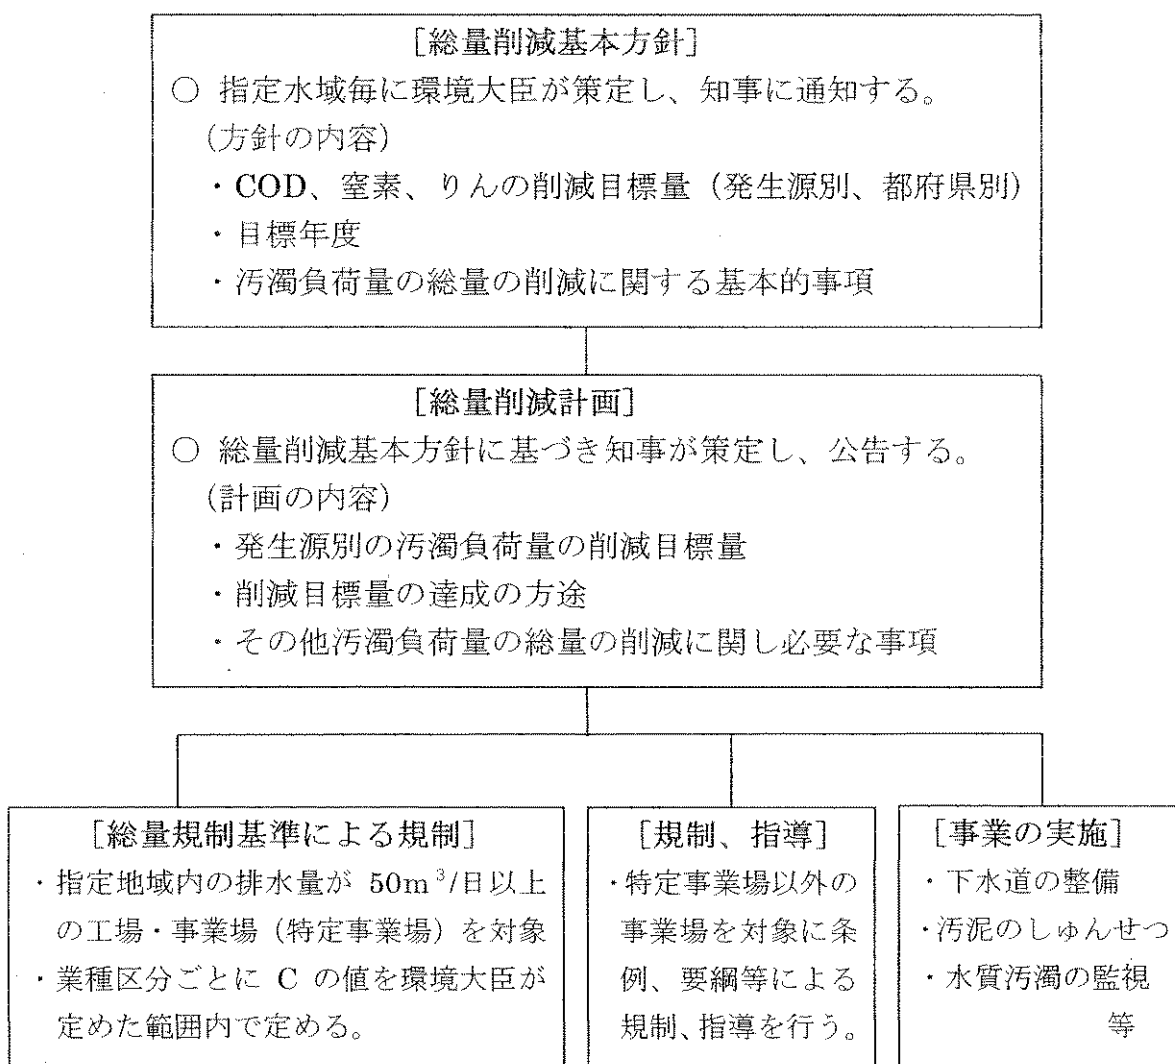 [総量削減基本方針]
○ 指定水域毎に環境大臣が策定し、知事に通知する。
(方針の内容)
・COD、窒素、りんの削減目標量（発生源別、都府県別）
・目標年度
・汚濁負荷量の総量の削減に関する基本的事項
[総量削減計画]
○ 総量削減基本方針に基づき知事が策定し、公告する。
(計画の内容)
・発生源別の汚濁負荷量の削減目標量
・削減目標量の達成の方途
・その他汚濁負荷量の総量の削減に関し必要な事項
[総量規制基準による規制]
・指定地域内の排水量が 50m³/日以上
の工場・事業場（特定事業場）を対象
・業種区分ごとに C の値を環境大臣が
定めた範囲内で定める。
[規制、指導]
・特定事業場以外の
事業場を対象に条
例、要綱等による
規制、指導を行う。
[事業の実施]
・下水道の整備
・汚泥のしゅんせつ
・水質汚濁の監視
等